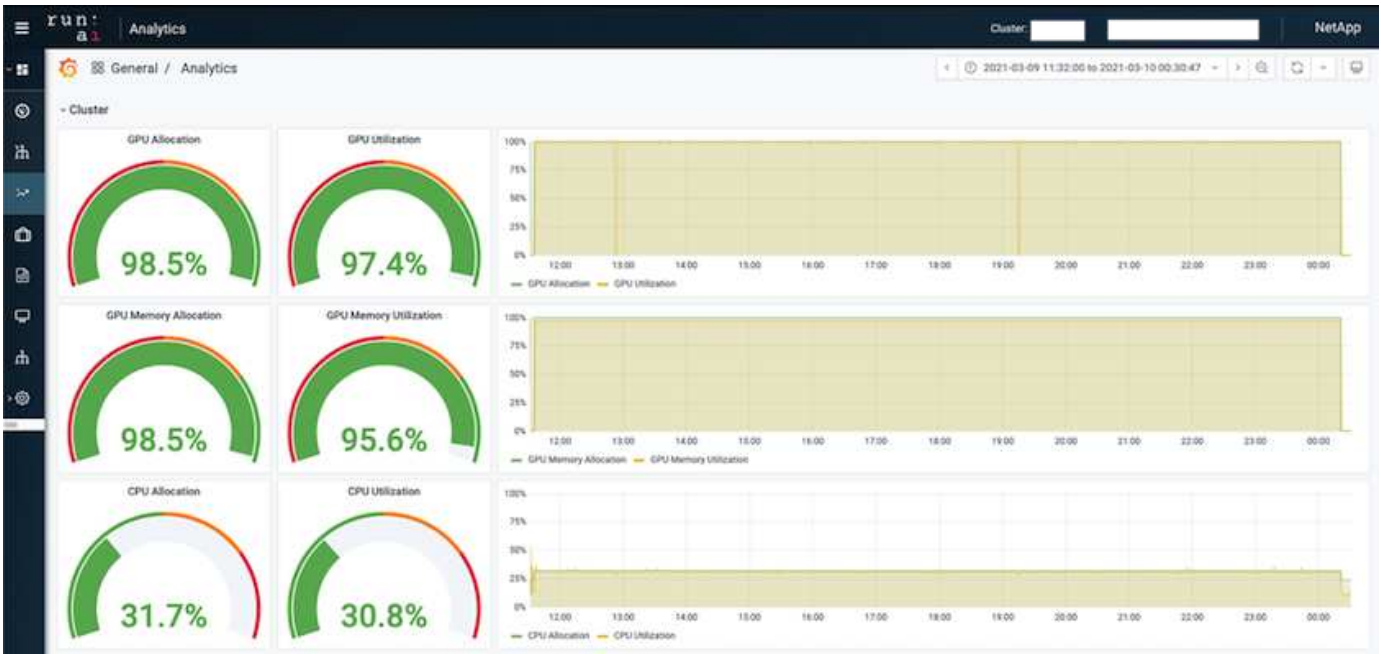 run:
ai
Analytics
Cluster:
NetApp
General / Analytics
2021-03-09 11:32:00 to 2021-03-10 00:30:47
Cluster
GPU Allocation
98.5%
GPU Utilization
97.4%
100%
75%
50%
25%
0%
12:00 13:00 14:00 15:00 16:00 17:00 18:00 19:00 20:00 21:00 22:00 23:00 00:00
GPU Allocation GPU Utilization
GPU Memory Allocation
98.5%
GPU Memory Utilization
95.6%
100%
75%
50%
25%
0%
12:00 13:00 14:00 15:00 16:00 17:00 18:00 19:00 20:00 21:00 22:00 23:00 00:00
GPU Memory Allocation GPU Memory Utilization
CPU Allocation
31.7%
CPU Utilization
30.8%
100%
75%
50%
25%
0%
12:00 13:00 14:00 15:00 16:00 17:00 18:00 19:00 20:00 21:00 22:00 23:00 00:00
CPU Allocation CPU Utilization